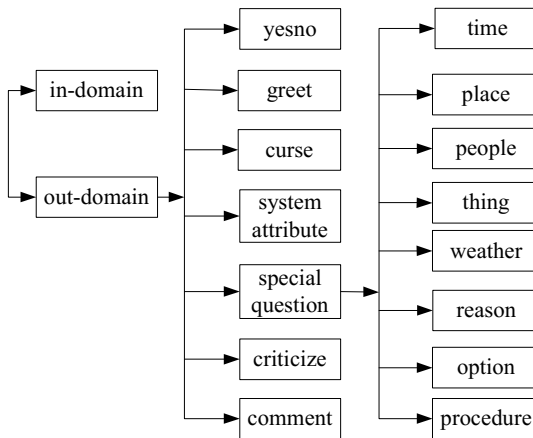 in-domain
out-domain
yesno
greet
curse
system
attribute
special
question
criticize
comment
time
place
people
thing
weather
reason
option
procedure